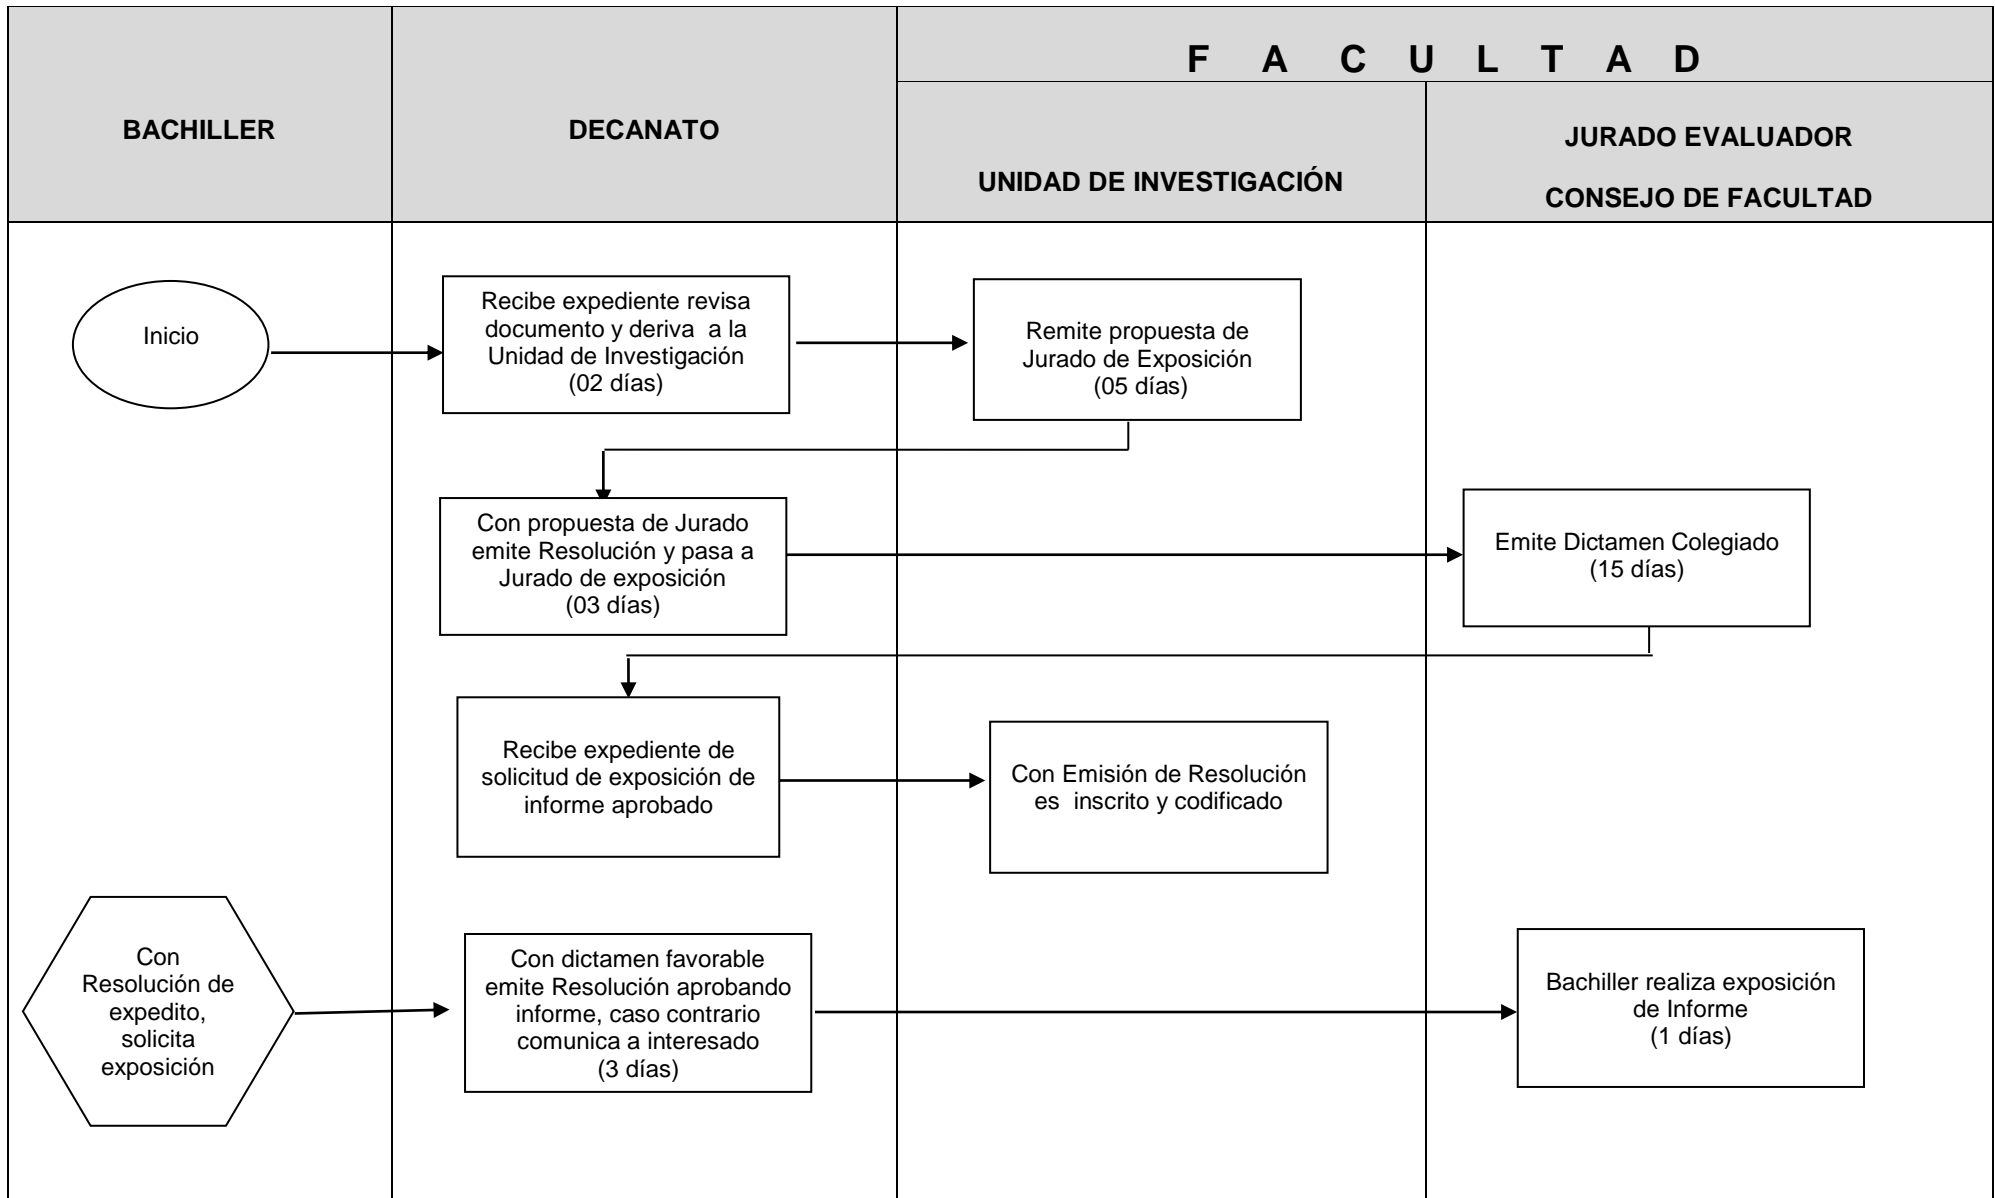 F A C U L T A D
BACHILLER
DECANATO
UNIDAD DE INVESTIGACIÓN
JURADO EVALUADOR
CONSEJO DE FACULTAD
Inicio
Recibe expediente revisa
documento y deriva a la
Unidad de Investigación
(02 días)
Remite propuesta de
Jurado de Exposición
(05 días)
Con propuesta de Jurado
emite Resolución y pasa a
Jurado de exposición
(03 días)
Emite Dictamen Colegiado
(15 días)
Recibe expediente de
solicitud de exposición de
informe aprobado
Con Emisión de Resolución
es inscrito y codificado
Con
Resolución de
expedito,
solicita
exposición
Con dictamen favorable
emite Resolución aprobando
informe, caso contrario
comunica a interesado
(3 días)
Bachiller realiza exposición
de Informe
(1 días)